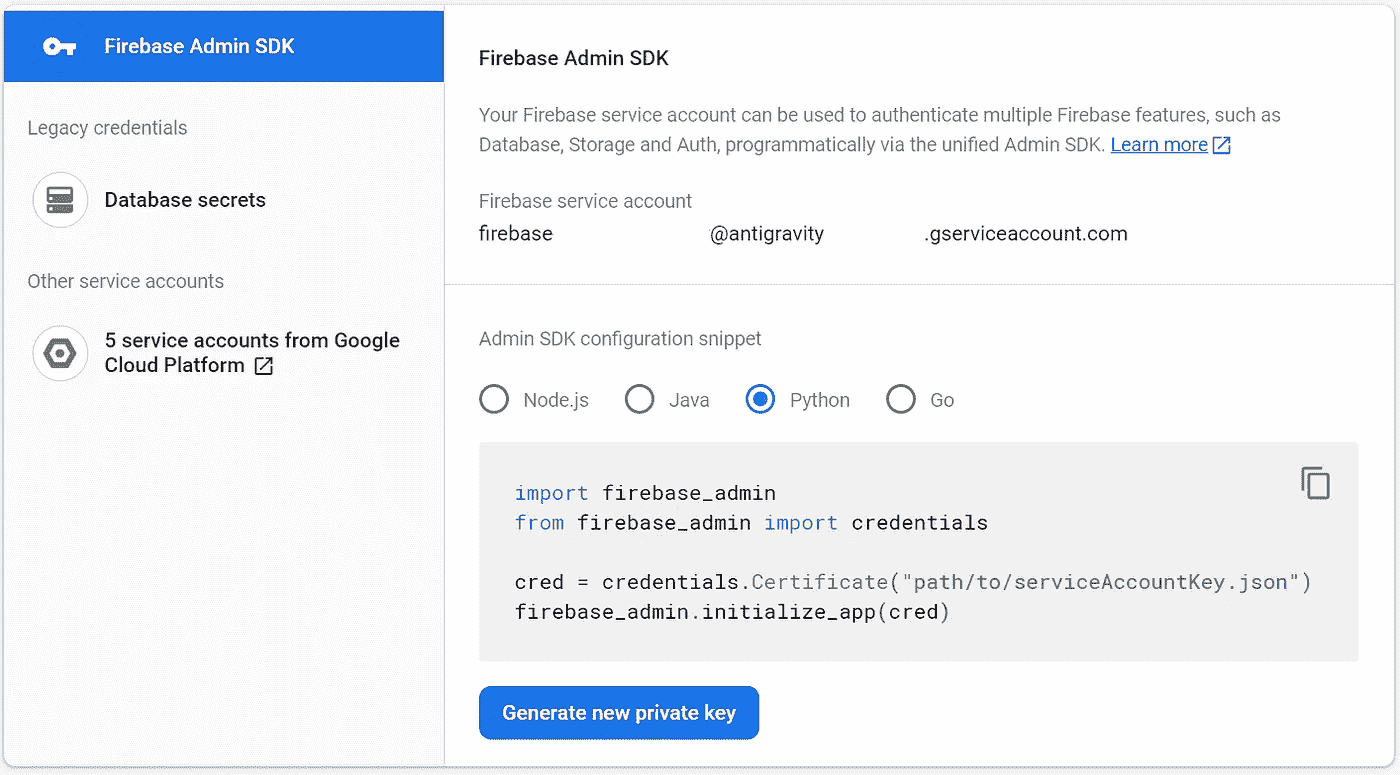 Firebase Admin SDK
Legacy credentials
Database secrets
Other service accounts
5 service accounts from Google
Cloud Platform
Firebase Admin SDK
Your Firebase service account can be used to authenticate multiple Firebase features, such as
Database, Storage and Auth, programmatically via the unified Admin SDK. Learn more
Firebase service account
firebase @antigravity .gserviceaccount.com
Admin SDK configuration snippet
Node.js Java Python Go
import firebase_admin
from firebase_admin import credentials
cred = credentials.Certificate("path/to/serviceAccountKey.json")
firebase_admin.initialize_app(cred)
Generate new private key